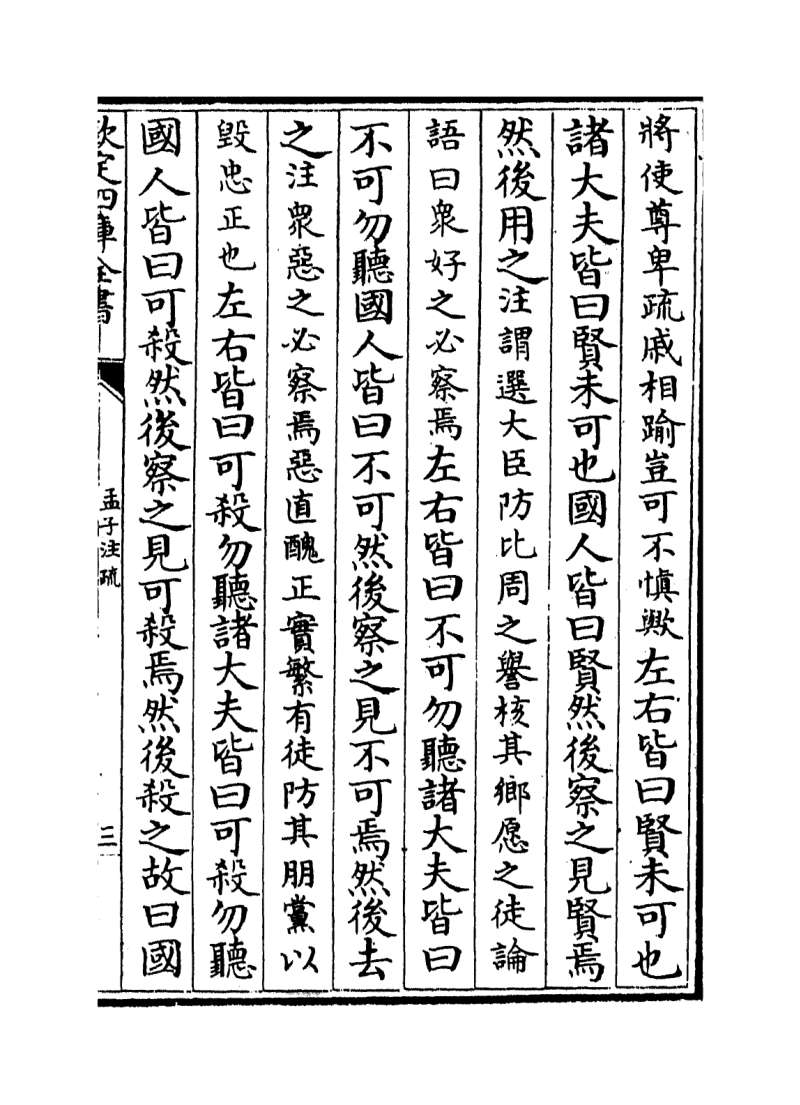 將使尊卑疏戚相踰豈可不慎歟左右皆曰賢未可也
諸大夫皆曰賢未可也國人皆曰賢然後察之見賢焉
然後用之注謂選大臣防比周之譽核其鄉愿之徒論
語曰衆好之必察焉左右皆曰不可勿聽諸大夫皆曰
不可勿聽國人皆曰不可然後察之見不可焉然後去
之注衆惡之必察焉惡直醜正實繁有徒防其朋黨以
毀忠正也左右皆曰可殺勿聽諸大夫皆曰可殺勿聽
國人皆曰可殺然後察之見可殺焉然後殺之故曰國
欽定四庫全書
孟子注疏
三